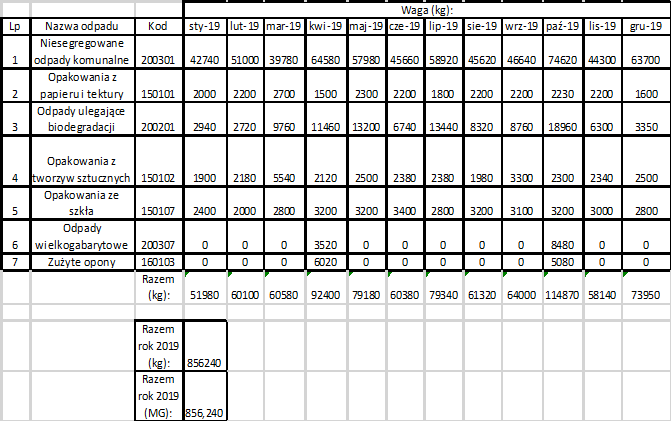 Waga (kg):
Lp Nazwa odpadu Kod sty-19 lut-19 mar-19 kwi-19 maj-19 cze-19 lip-19 sie-19 wrz-19 paź-19 lis-19 gru-19
Niesegregowane
1 odpady komunalne 200301 42740 51000 39780 64580 57980 45660 58920 45620 46640 74620 44300 63700
Opakowania z
2 papieru i tektury 150101 2000 2200 2700 1500 2300 2200 1800 2200 2200 2230 2200 1600
Odpady ulegające
3 biodegradacji 200201 2940 2720 9760 11460 13200 6740 13440 8320 8760 18960 6300 3350
Opakowania z
4 tworzyw sztucznych 150102 1900 2180 5540 2120 2500 2380 2380 1980 3300 2300 2340 2500
Opakowania ze
5 szkła 150107 2400 2000 2800 3200 3200 3400 2800 3200 3100 3200 3000 2800
Odpady
6 wielkogabarytowe 200307 0 0 0 3520 0 0 0 0 0 8480 0 0
7 Zużyte opony 160103 0 0 0 6020 0 0 0 0 0 5080 0 0
Razem
(kg): 51980 60100 60580 92400 79180 60380 79340 61320 64000 114870 58140 73950
Razem
rok 2019
(kg): 856240
Razem
rok 2019
(MG): 856,240